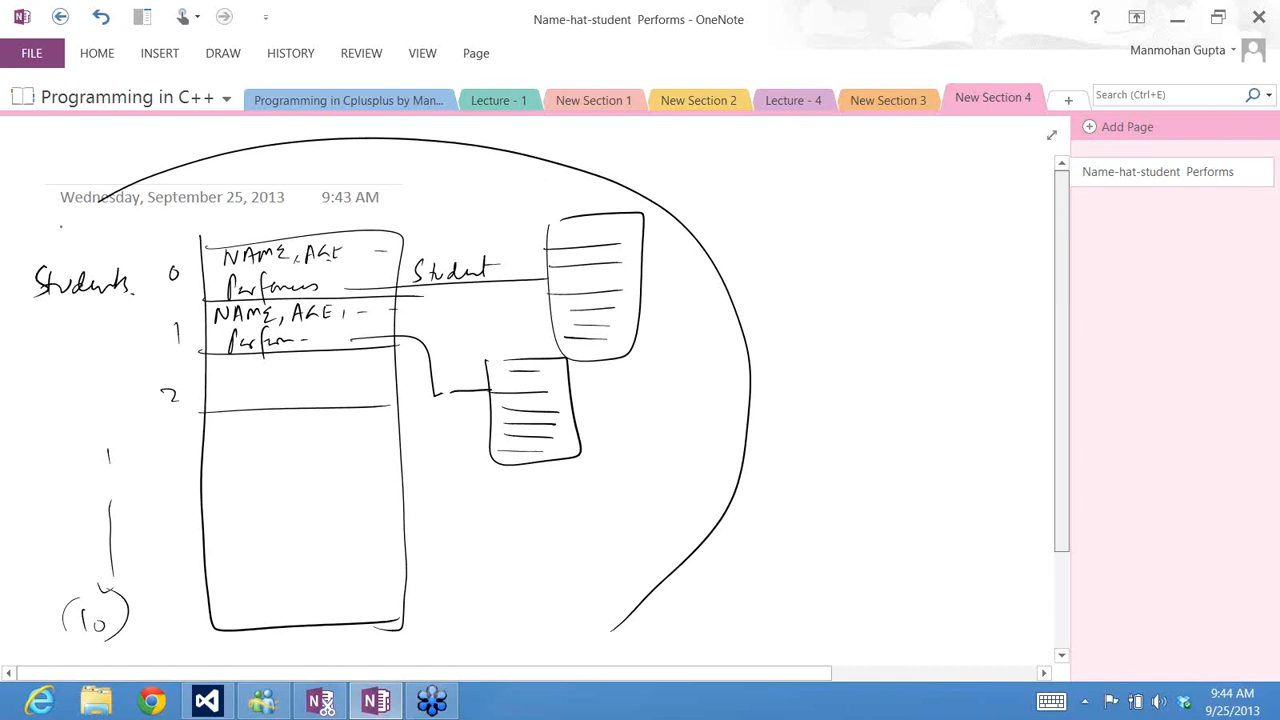 Name-hat-student Performs - OneNote
FILE HOME INSERT DRAW HISTORY REVIEW VIEW Page
Manmohan Gupta
Programming in C++
Programming in Cplusplus by Man...
Lecture - 1
New Section 1
New Section 2
Lecture - 4
New Section 3
New Section 4
Search (Ctrl+E)
Add Page
Name-hat-student Performs
Wednesday, September 25, 2013 9:43 AM
Students.
0
NAME, AGE -
Student
1
NAME, AGE, - -
Perform -
2
(10)
9:44 AM
9/25/2013